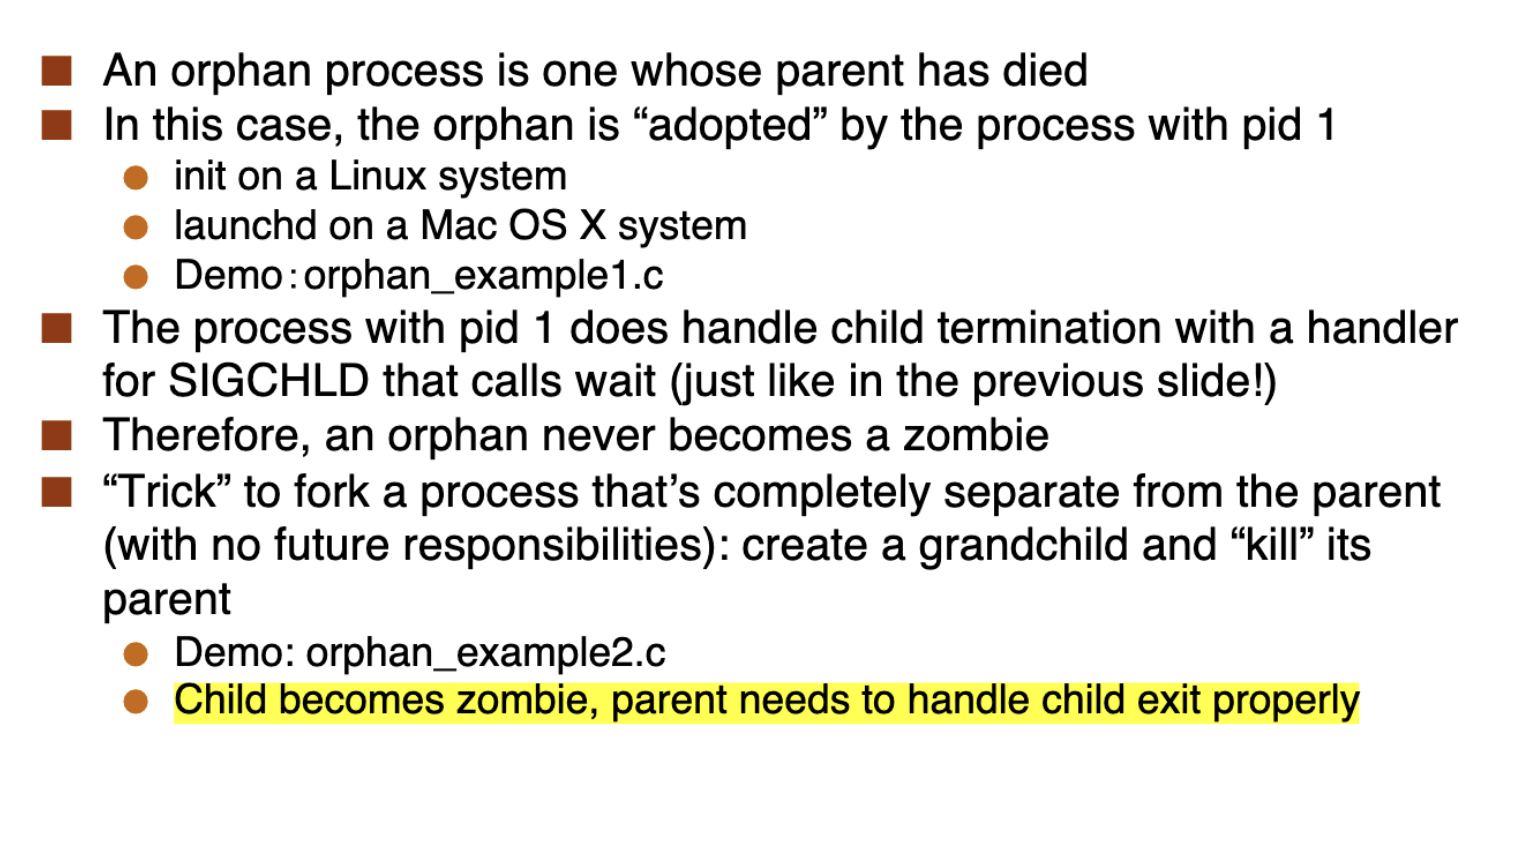 An orphan process is one whose parent has died
In this case, the orphan is “adopted” by the process with pid 1
init on a Linux system
launchd on a Mac OS X system
Demo:orphan_example1.c
The process with pid 1 does handle child termination with a handler
for SIGCHLD that calls wait (just like in the previous slide!)
Therefore, an orphan never becomes a zombie
“Trick” to fork a process that’s completely separate from the parent
(with no future responsibilities): create a grandchild and “kill” its
parent
Demo: orphan_example2.c
Child becomes zombie, parent needs to handle child exit properly